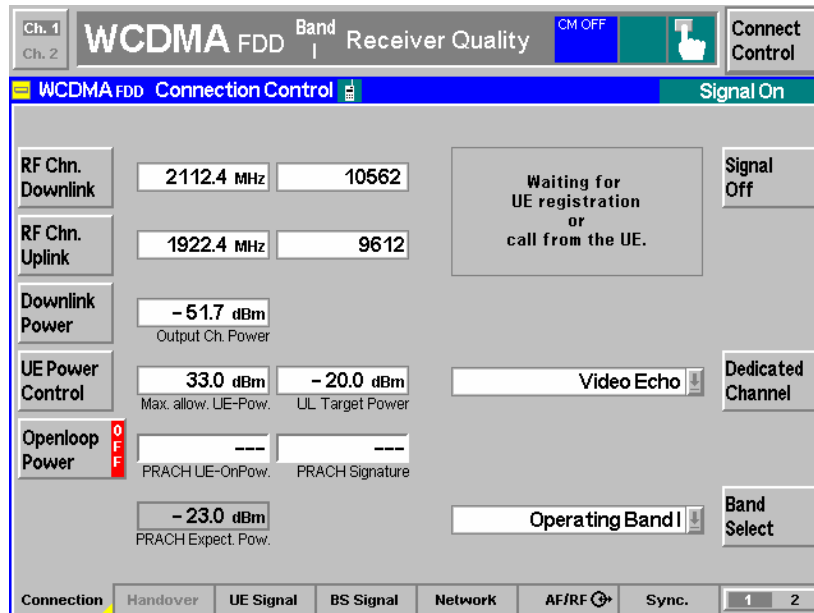 Ch. 1
Ch. 2
WCDMA FDD Band I Receiver Quality
CM OFF
Connect Control
WCDMA FDD Connection Control
Signal On
RF Chn. Downlink
2112.4 MHz
10562
Waiting for
UE registration
or
call from the UE.
Signal Off
RF Chn. Uplink
1922.4 MHz
9612
Downlink Power
- 51.7 dBm
Output Ch. Power
UE Power Control
33.0 dBm
Max. allow. UE-Pow.
- 20.0 dBm
UL Target Power
Video Echo
Dedicated Channel
Openloop Power
OFF
---
PRACH UE-OnPow.
---
PRACH Signature
- 23.0 dBm
PRACH Expect. Pow.
Operating Band I
Band Select
Connection
Handover
UE Signal
BS Signal
Network
AF/RF
Sync.
1 2